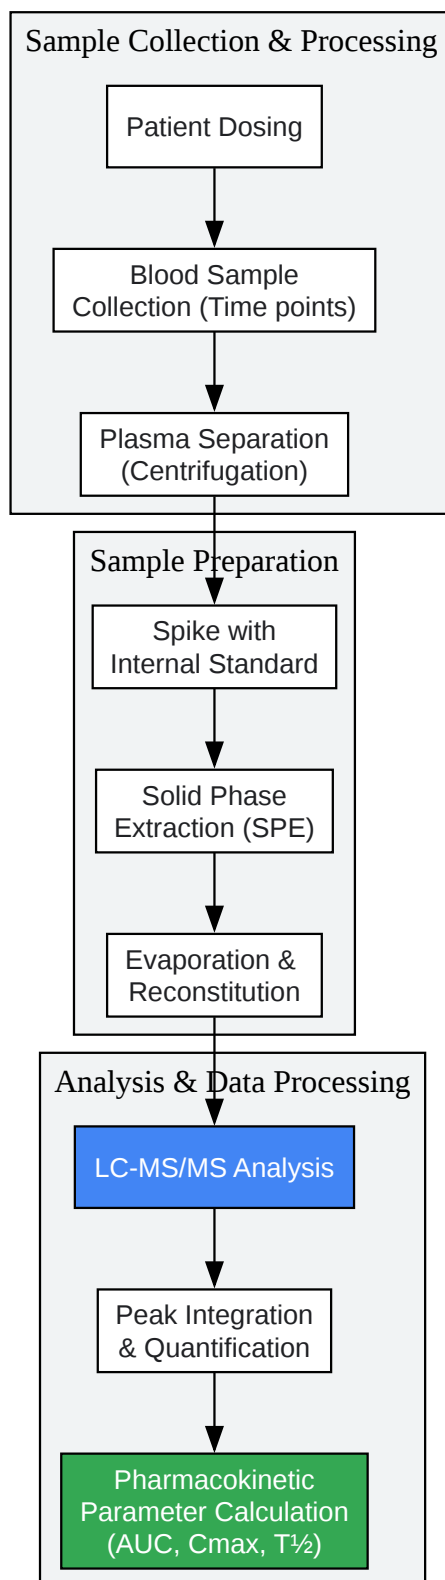 Sample Collection & Processing
Patient Dosing
Blood Sample
Collection (Time points)
Plasma Separation
(Centrifugation)
Sample Preparation
Spike with
Internal Standard
Solid Phase
Extraction (SPE)
Evaporation &
Reconstitution
Analysis & Data Processing
LC-MS/MS Analysis
Peak Integration
& Quantification
Pharmacokinetic
Parameter Calculation
(AUC, Cmax, T½)